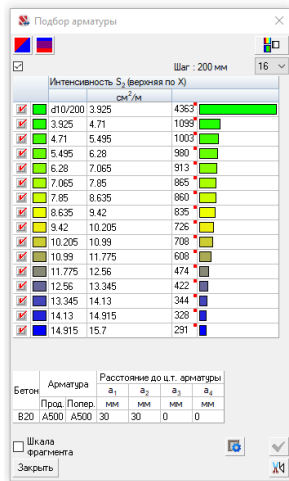 Подбор арматуры
Шаг : 200 мм 16
Интенсивность S2 (верхняя по X)
см2/м
d10/200 3.925 4363
3.925 4.71 1099
4.71 5.495 1003
5.495 6.28 980
6.28 7.065 913
7.065 7.85 865
7.85 8.635 860
8.635 9.42 835
9.42 10.205 726
10.205 10.99 708
10.99 11.775 608
11.775 12.56 474
12.56 13.345 422
13.345 14.13 344
14.13 14.915 328
14.915 15.7 291
Бетон Арматура Расстояние до ц.т. арматуры
a1 a2 a3 a4
Прод. Попер. мм мм мм мм
B20 A500 A500 30 30 0 0
Шкала
фрагмента
Закрыть